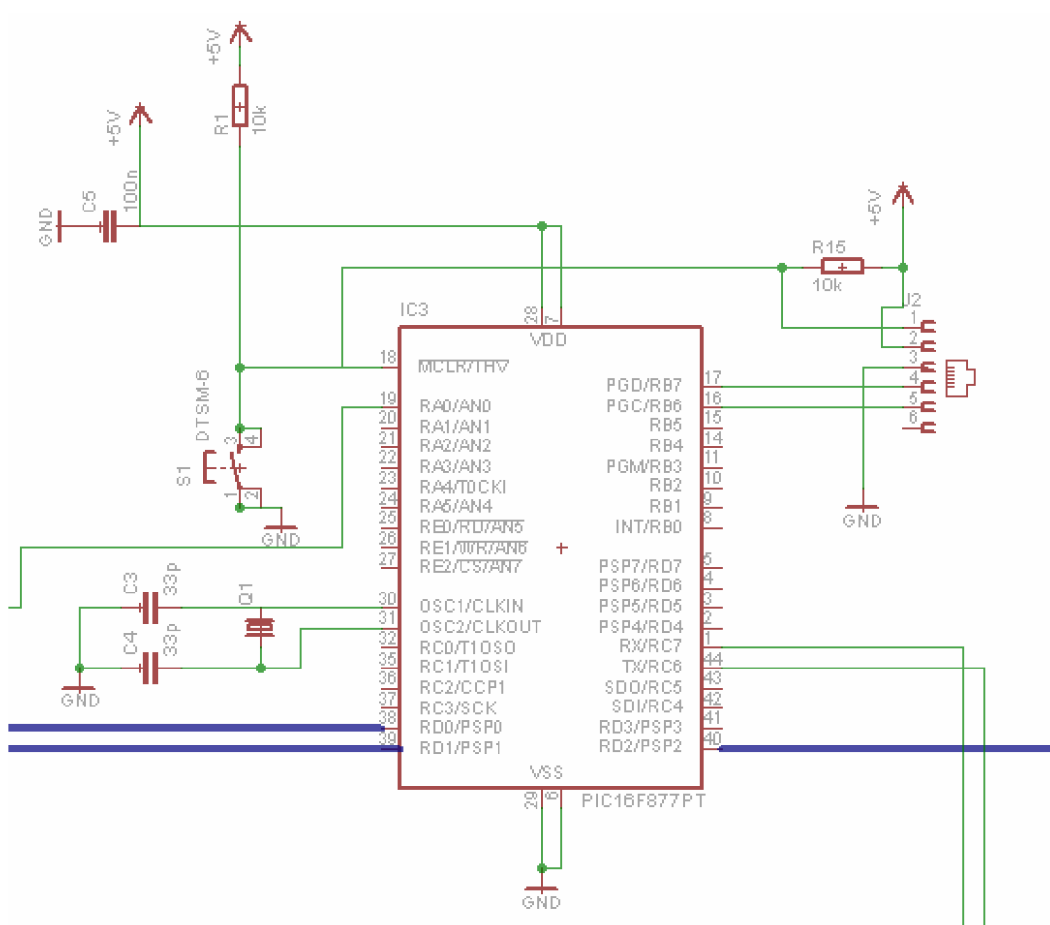 +5V
R1
10k
+5V
C5
100n
GND
+5V
R15
10k
J2
1
2
3
4
5
6
GND
IC3
28
7
VDD
18 MCLR/THV
19 RA0/AN0
20 RA1/AN1
21 RA2/AN2
22 RA3/AN3
23 RA4/T0CKI
24 RA5/AN4
25 RE0/RD/AN5
26 RE1/WR/AN6
27 RE2/CS/AN7
30 OSC1/CLKIN
31 OSC2/CLKOUT
32 RC0/T1OSO
35 RC1/T1OSI
36 RC2/CCP1
37 RC3/SCK
38 RD0/PSP0
39 RD1/PSP1
PGD/RB7 17
PGC/RB6 16
RB5 15
RB4 14
PGM/RB3 11
RB2 10
RB1 9
INT/RB0 8
PSP7/RD7 5
PSP6/RD6 4
PSP5/RD5 3
PSP4/RD4 2
RX/RC7 1
TX/RC6 44
SDO/RC5 43
SDI/RC4 42
RD3/PSP3 41
RD2/PSP2 40
VSS
29
6
PIC16F877PT
GND
DTSM-6
S1
3
4
1
2
GND
C3
33p
Q1
C4
33p
GND